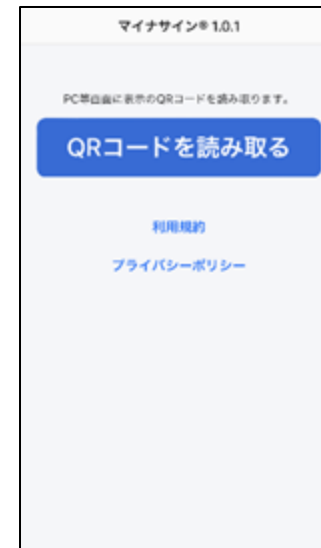 マイナサイン® 1.0.1
PC等画面に表示のQRコードを読み取ります。
QRコードを読み取る
利用規約
プライバシーポリシー